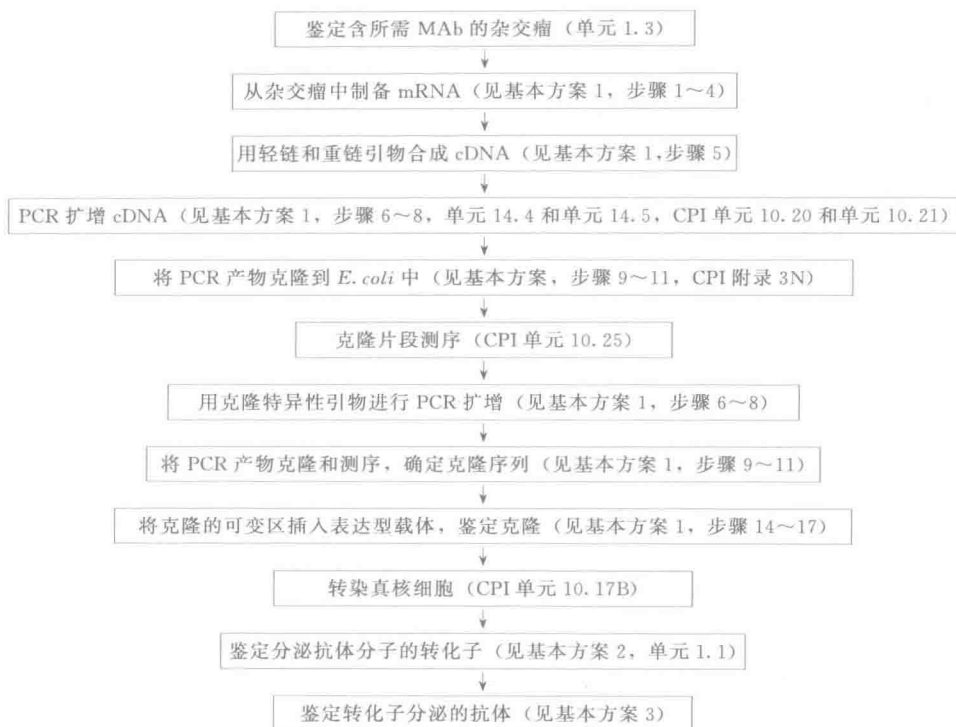 鉴定含所需 MAb 的杂交瘤（单元 1.3）
从杂交瘤中制备 mRNA（见基本方案 1，步骤 1～4）
用轻链和重链引物合成 cDNA（见基本方案 1,步骤 5）
PCR 扩增 cDNA（见基本方案 1，步骤 6～8，单元 14.4 和单元 14.5，CPI 单元 10.20 和单元 10.21）
将 PCR 产物克隆到 E. coli 中（见基本方案，步骤 9～11，CPI 附录 3N）
克隆片段测序（CPI 单元 10.25）
用克隆特异性引物进行 PCR 扩增（见基本方案 1，步骤 6～8）
将 PCR 产物克隆和测序，确定克隆序列（见基本方案 1，步骤 9～11）
将克隆的可变区插入表达型载体，鉴定克隆（见基本方案 1，步骤 14～17）
转染真核细胞（CPI 单元 10.17B）
鉴定分泌抗体分子的转化子（见基本方案 2，单元 1.1）
鉴定转化子分泌的抗体（见基本方案 3）